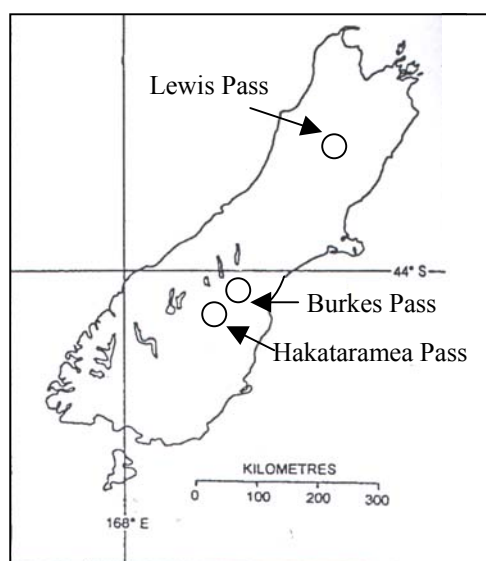 Lewis Pass
44° S
Burkes Pass
Hakataramea Pass
KILOMETRES
0 100 200 300
168° E